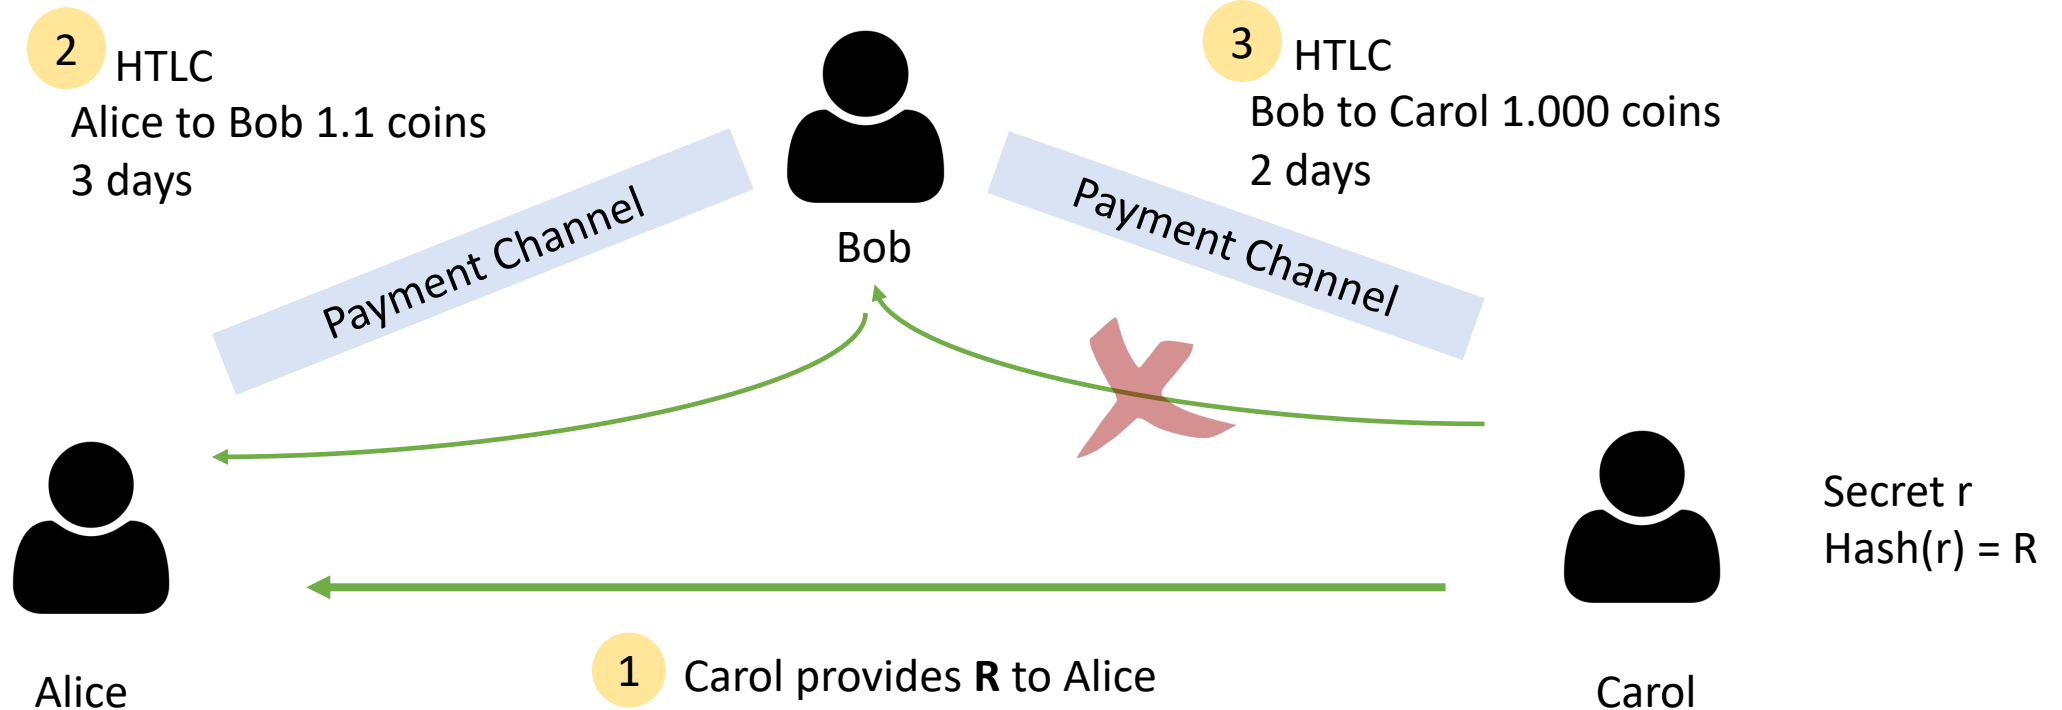 2
HTLC
Alice to Bob 1.1 coins
3 days
3
HTLC
Bob to Carol 1.000 coins
2 days
Payment Channel
Payment Channel
Bob
Secret r
Hash(r) = R
1
Carol provides R to Alice
Alice
Carol